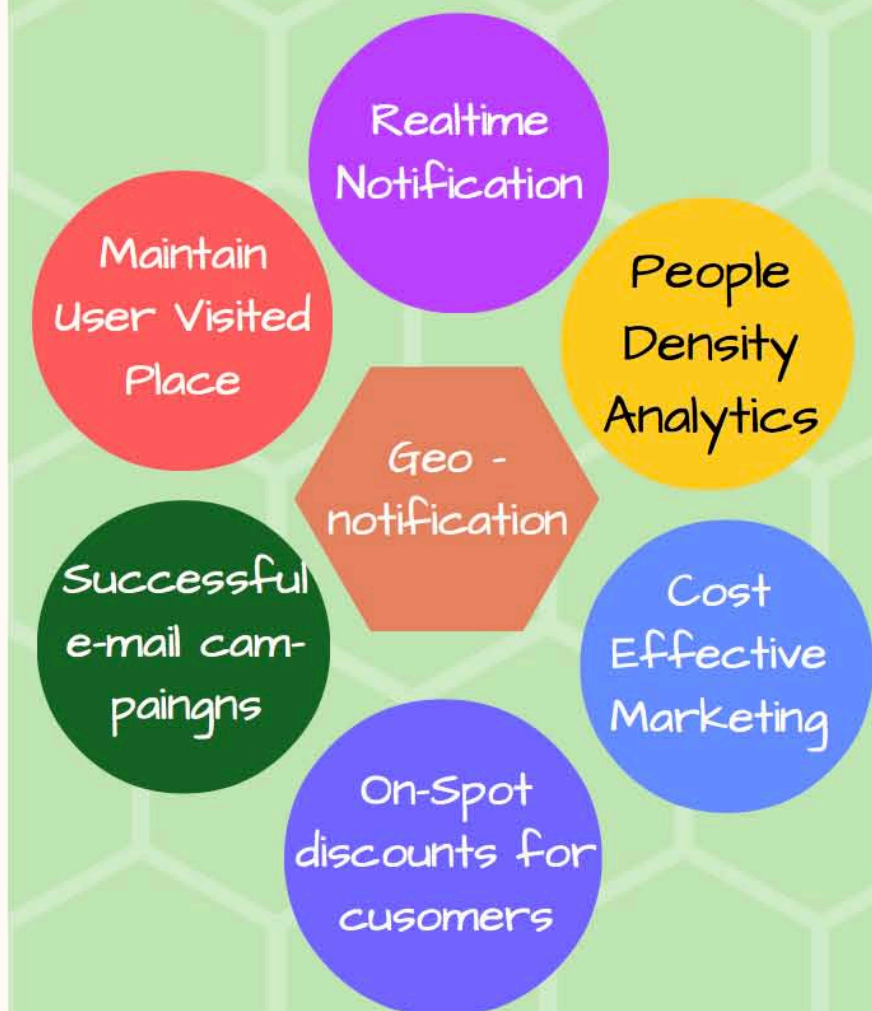 Realtime
Notification
Maintain
User Visited
Place
People
Density
Analytics
Geo -
notification
Successful
e-mail cam-
paingns
Cost
Effective
Marketing
On-Spot
discounts for
cusomers